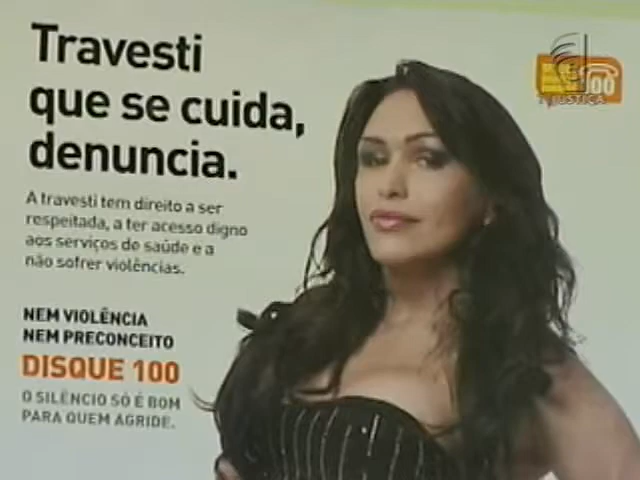 Travesti
que se cuida,
denuncia.
A travesti tem direito a ser
respeitada, a ter acesso digno
aos serviços de saúde e a
não sofrer violências.
NEM VIOLÊNCIA
NEM PRECONCEITO
DISQUE 100
O SILÊNCIO SÓ É BOM
PARA QUEM AGRIDE.
100
JUSTIÇA